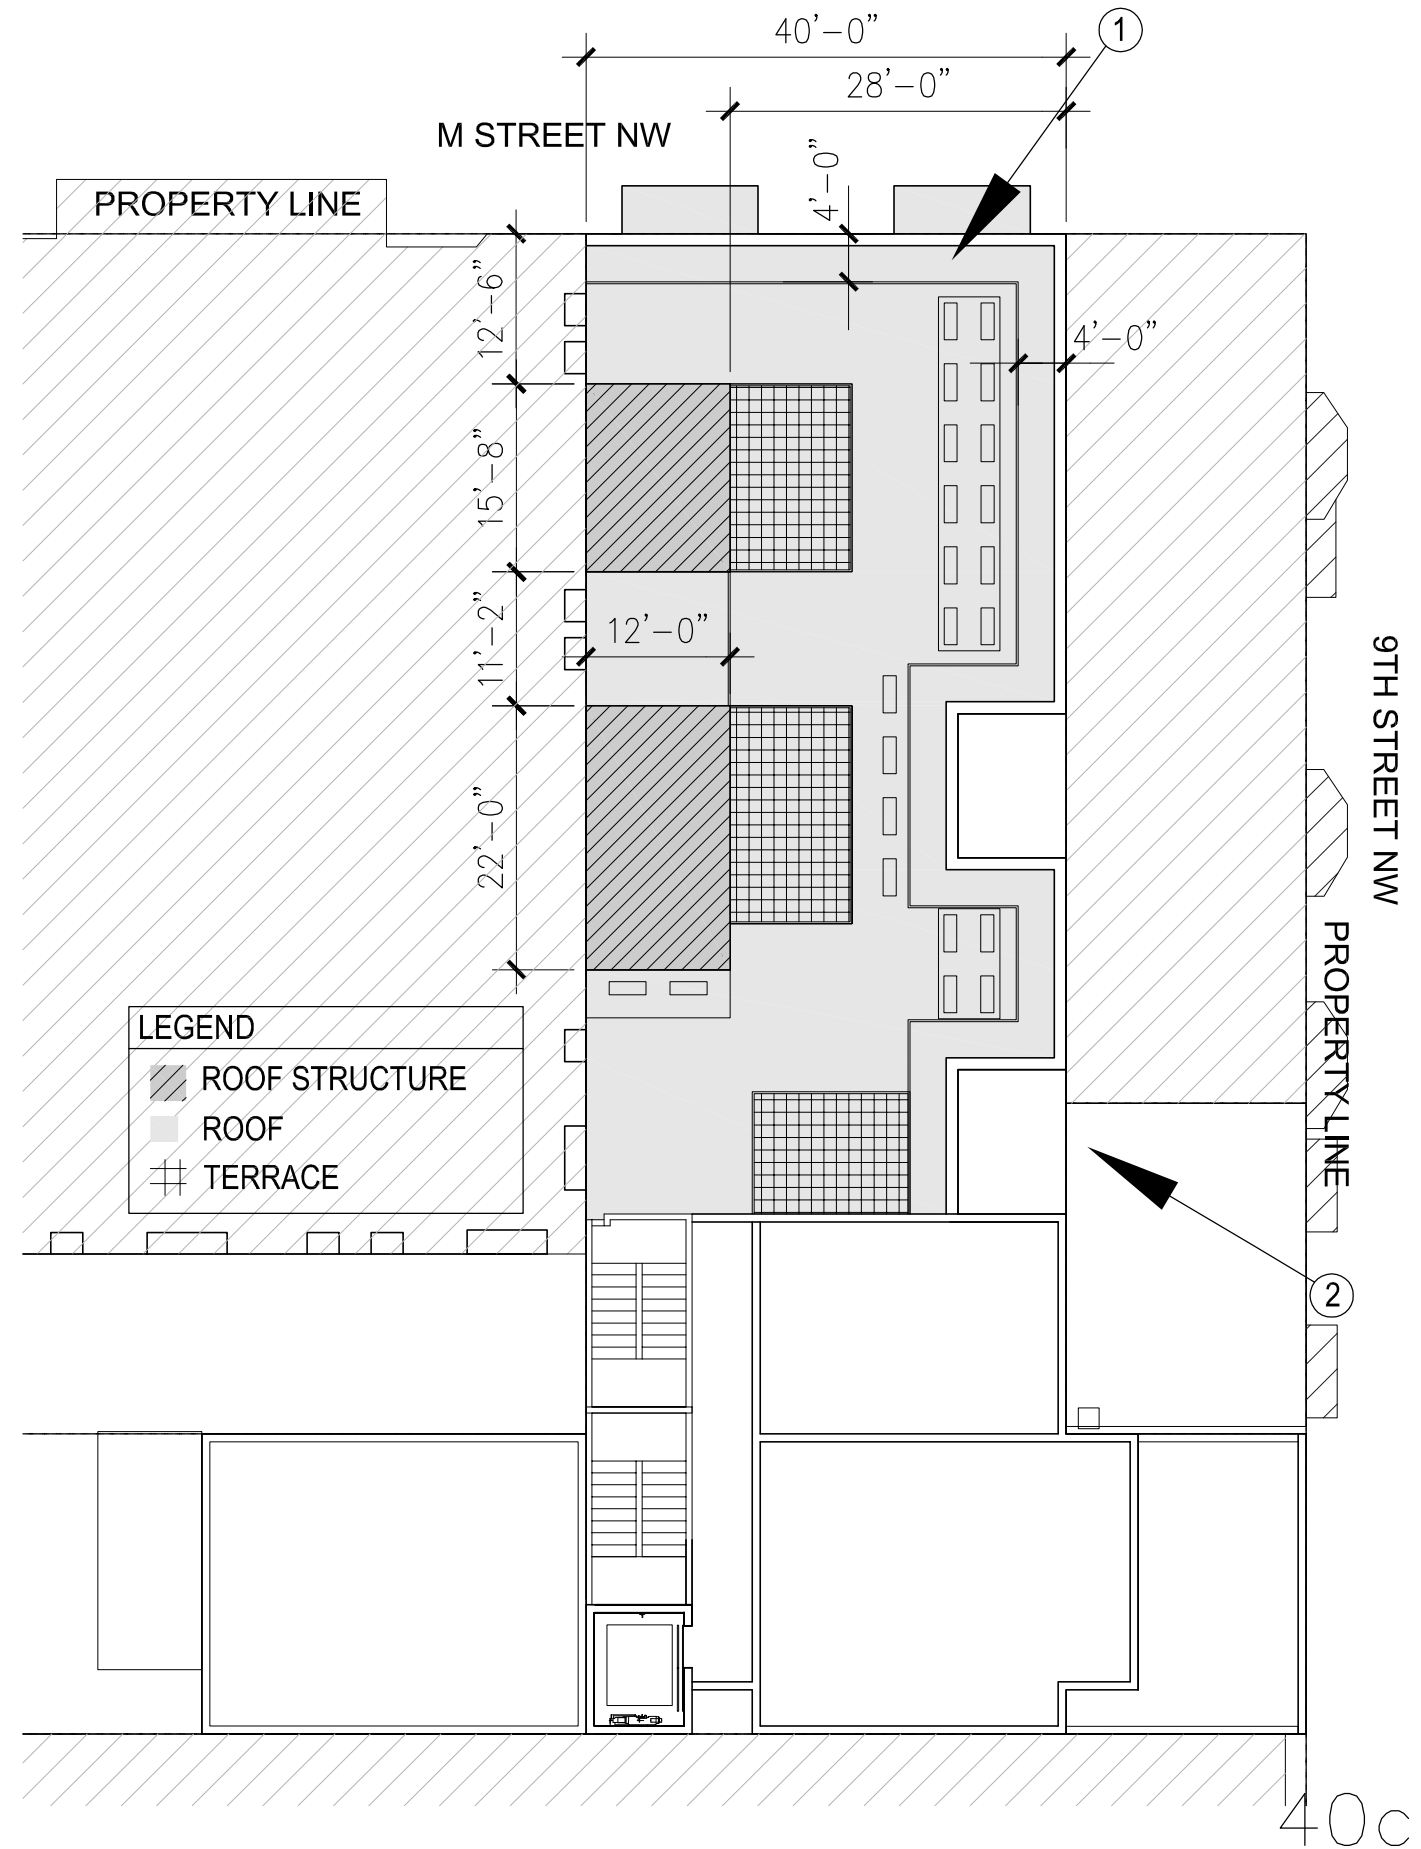 40'-0"
1
28'-0"
M STREET NW
4'-0"
PROPERTY LINE
12'-6"
4'-0"
15'-8"
11'-2"
12'-0"
9TH STREET NW
22'-0"
PROPERTY LINE
LEGEND
ROOF STRUCTURE
ROOF
TERRACE
2
40c